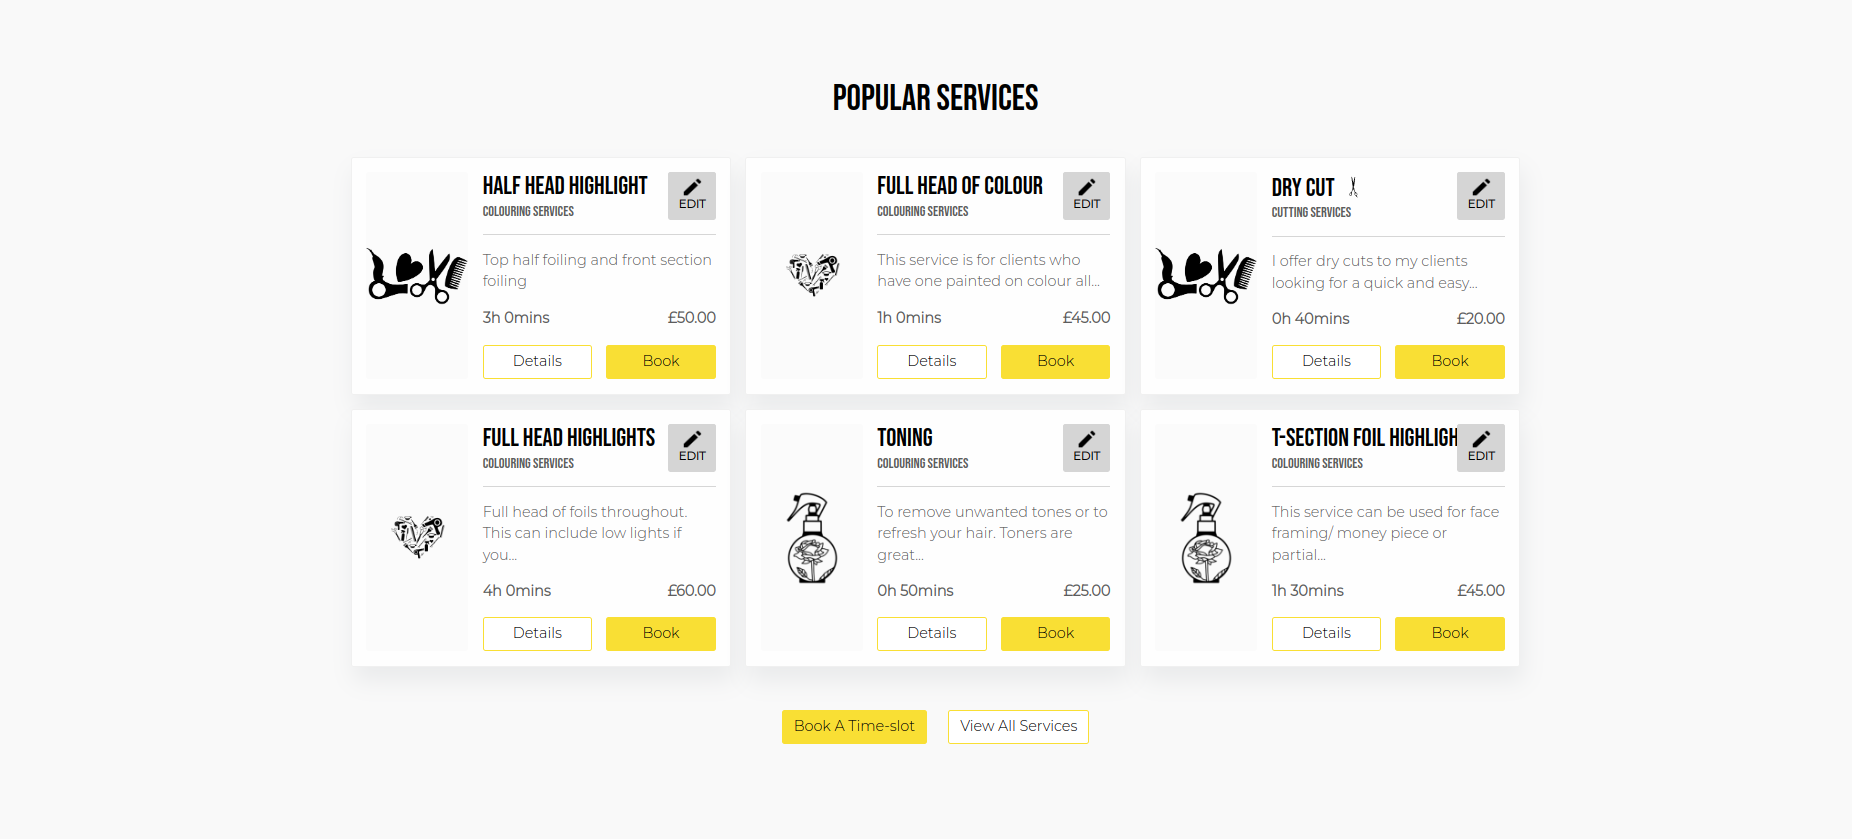 POPULAR SERVICES
HALF HEAD HIGHLIGHT
EDIT
COLOURING SERVICES
Top half foiling and front section
foiling
3h 0mins £50.00
Details Book
FULL HEAD OF COLOUR
EDIT
COLOURING SERVICES
This service is for clients who
have one painted on colour all...
1h 0mins £45.00
Details Book
DRY CUT
EDIT
CUTTING SERVICES
I offer dry cuts to my clients
looking for a quick and easy...
0h 40mins £20.00
Details Book
FULL HEAD HIGHLIGHTS
EDIT
COLOURING SERVICES
Full head of foils throughout.
This can include low lights if
you...
4h 0mins £60.00
Details Book
TONING
EDIT
COLOURING SERVICES
To remove unwanted tones or to
refresh your hair. Toners are
great...
0h 50mins £25.00
Details Book
T-SECTION FOIL HIGHLIGH
EDIT
COLOURING SERVICES
This service can be used for face
framing/ money piece or
partial...
1h 30mins £45.00
Details Book
Book A Time-slot View All Services